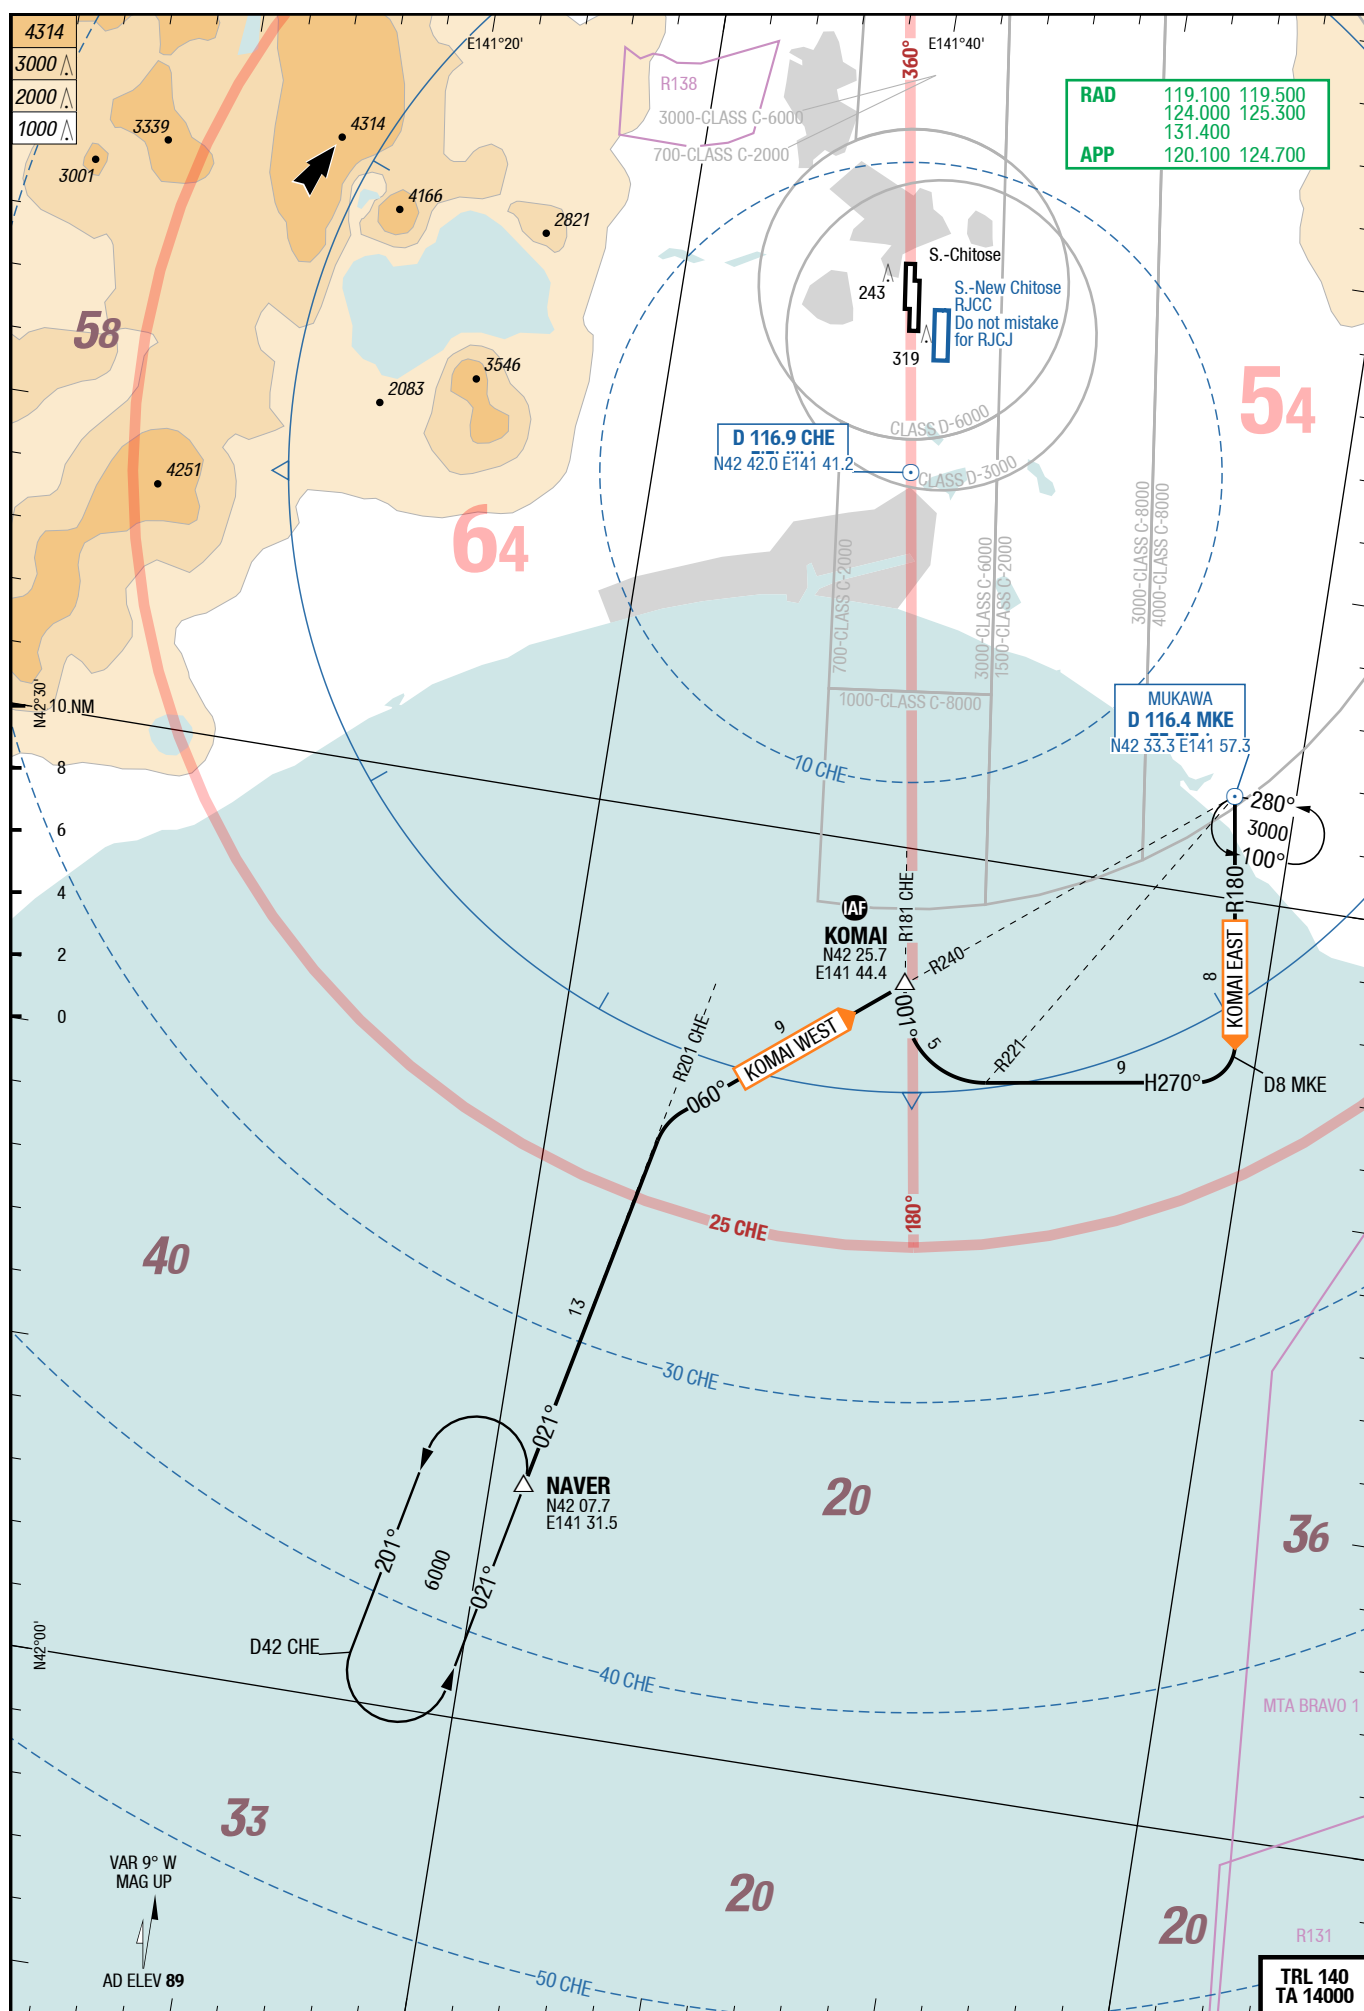 4314
3000
2000
1000
E141°20'
E141°40'
360°
R138
3000-CLASS C-6000
700-CLASS C-2000
RAD 119.100 119.500
124.000 125.300
131.400
APP 120.100 124.700
3339
3001
4314
4166
2821
S.-Chitose
243
S.-New Chitose
RJCC
Do not mistake
for RJCJ
319
58
3546
2083
54
CLASS D-6000
D 116.9 CHE
N42 42.0 E141 41.2
CLASS D-3000
4251
64
700-CLASS C-2000
3000-CLASS C-6000
1500-CLASS C-2000
3000-CLASS C-8000
4000-CLASS C-8000
N42°30'
10 NM
8
6
4
2
0
1000-CLASS C-8000
MUKAWA
D 116.4 MKE
N42 33.3 E141 57.3
10 CHE
280°
3000
100°
R180
IAF
KOMAI
N42 25.7
E141 44.4
R181 CHE
R240
8
KOMAI EAST
001°
5
R221
9
H270°
D8 MKE
9
KOMAI WEST
R201 CHE
060°
180°
25 CHE
40
13
30 CHE
021°
NAVER
N42 07.7
E141 31.5
20
36
201°
6000
021°
N42°00'
D42 CHE
40 CHE
MTA BRAVO 1
33
VAR 9° W
MAG UP
20
20
R131
AD ELEV 89
50 CHE
TRL 140
TA 14000